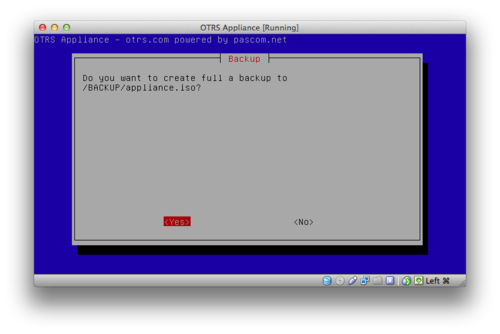 OTRS Appliance [Running]
OTRS Appliance - otrs.com powered by pascom.net
Backup
Do you want to create full a backup to
/BACKUP/appliance.iso?
<Yes> <No>
Left ⌘